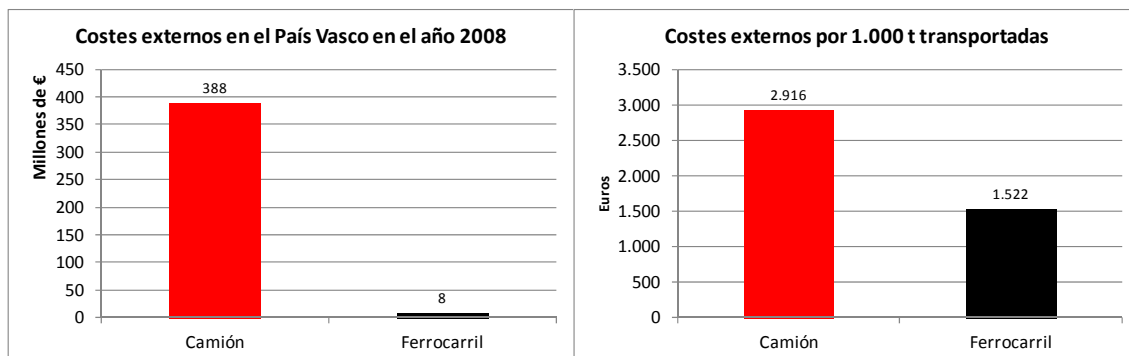 Costes externos en el País Vasco en el año 2008
Millones de €
450
400
350
300
250
200
150
100
50
0
388
8
Camión
Ferrocarril
Costes externos por 1.000 t transportadas
Euros
3.500
3.000
2.500
2.000
1.500
1.000
500
0
2.916
1.522
Camión
Ferrocarril